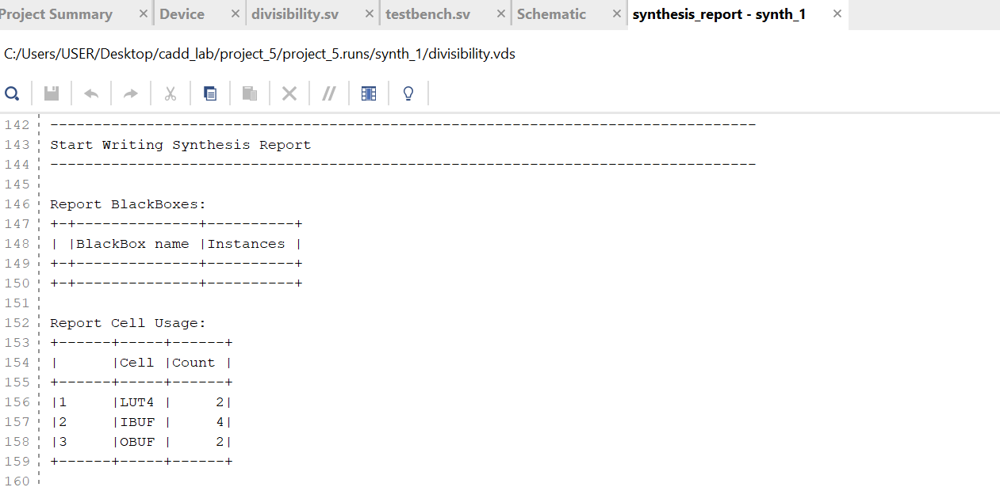 Project Summary × Device × divisibility.sv × testbench.sv × Schematic × synthesis_report - synth_1 ×
C:/Users/USER/Desktop/cadd_lab/project_5/project_5.runs/synth_1/divisibility.vds
142 ---------------------------------------------------------------------------------
143 Start Writing Synthesis Report
144 ---------------------------------------------------------------------------------
145
146 Report BlackBoxes:
147 +-+--------------+----------+
148 | |BlackBox name |Instances |
149 +-+--------------+----------+
150 +-+--------------+----------+
151
152 Report Cell Usage:
153 +------+-----+------+
154 |      |Cell |Count |
155 +------+-----+------+
156 |1     |LUT4 |     2|
157 |2     |IBUF |     4|
158 |3     |OBUF |     2|
159 +------+-----+------+
160